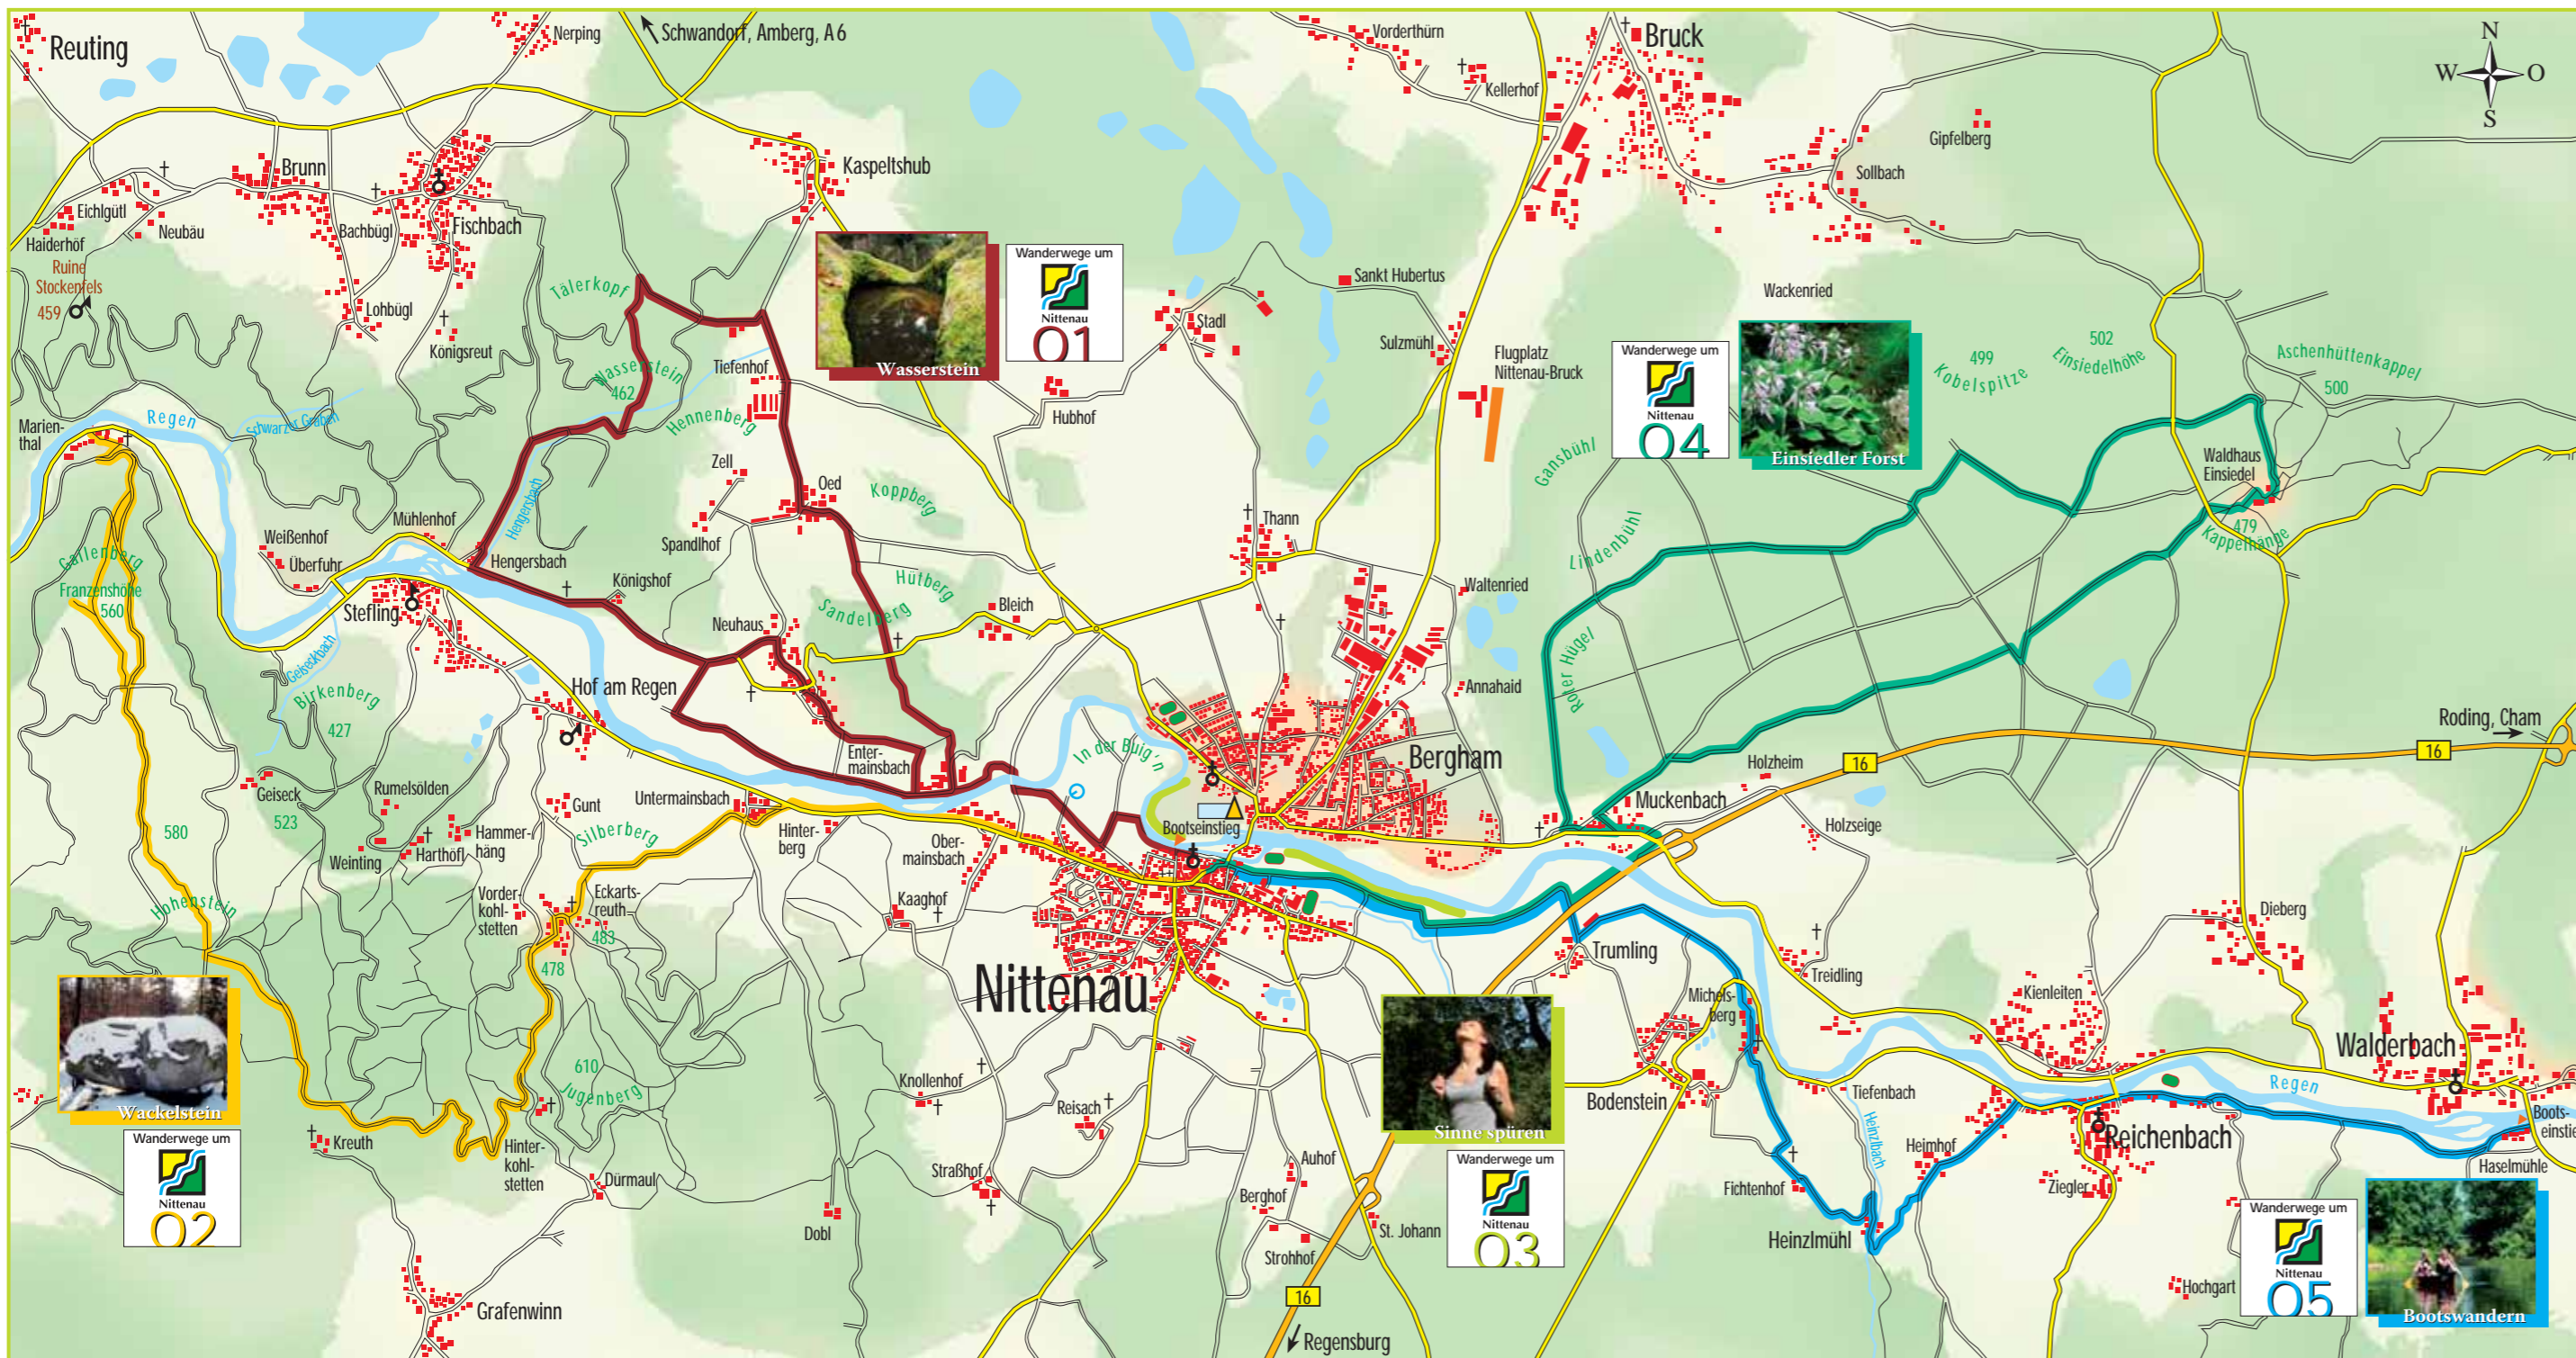 Reuting
Nerping
Schwandorf, Amberg, A 6
Vorderthürn
Bruck
Kellerhof
N
W
O
S
Gipfelberg
Sollbach
Brunn
Kaspeltshub
Eichlgütl
Neubäu
Bachbügl
Fischbach
Haiderhof
Ruine
Stockenfels
459
Lohbügl
Königsreut
Tälerkopf
Wasserstein
462
Tiefenhof
Hennenberg
Wasserstein
Wanderwege um
Nittenau
01
Stadl
Sankt Hubertus
Sulzmühl
Flugplatz
Nittenau-Bruck
Hubhof
Wackenried
Wanderwege um
Nittenau
04
Einsiedler Forst
499
Kobelspitze
502
Einsiedelhöhe
Aschenhüttenkappel
500
Waldhaus
Einsiedel
479
Kappelhänge
Gansbühl
Lindenbühl
Roter Hügel
Marien-
thal
Regen
Schwarzer Graben
Hengersbach
Zell
Oed
Koppberg
Spandlhof
Thann
Weißenhof
Überfuhr
Mühlenhof
Hengersbach
Königshof
Gailenberg
Franzenshöhe
560
Stefling
Geiseckbach
Birkenberg
427
Neuhaus
Sandelberg
Hutberg
Bleich
Waltenried
Annahaid
Hof am Regen
Enter-
mainsbach
In der Buig'n
Bergham
Bootseinstieg
Roding, Cham
16
16
Holzheim
Muckenbach
Holzseige
Geiseck
523
Rumelsölden
Gunt
Untermainsbach
Hinter-
berg
Silberberg
580
Weinting
Harthöfl
Hammer-
häng
Ober-
mainsbach
Hohenstein
Vorder-
kohl-
stetten
Eckarts-
reuth
483
478
Kaaghof
Nittenau
Trumling
Treidling
Dieberg
Michels-
berg
Kienleiten
Walderbach
Wackelstein
Wanderwege um
Nittenau
02
610
Jugenberg
Knollenhof
Reisach
Sinne spüren
Wanderwege um
Nittenau
03
Bodenstein
Tiefenbach
Heinzlbach
Regen
Boots-
einstie
Reichenbach
Haselmühle
Heimhof
Ziegler
Kreuth
Hinter-
kohl-
stetten
Dürmaul
Straßhof
Auhof
Berghof
St. Johann
Strohhof
Fichtenhof
Heinzlmühl
Dobl
Hochgart
Wanderwege um
Nittenau
05
Bootswandern
Grafenwinn
16
Regensburg